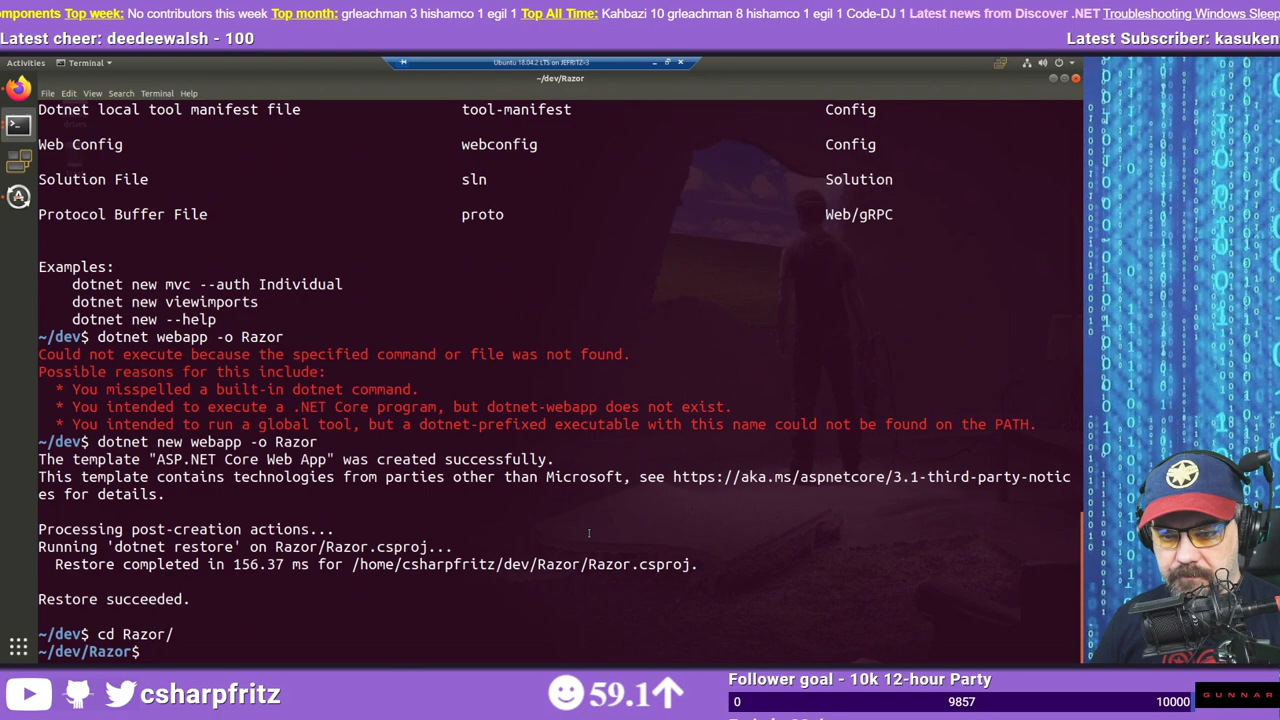 omponents Top week: No contributors this week Top month: grleachman 3 hishamco 1 egil 1 Top All Time: Kahbazi 10 grleachman 8 hishamco 1 egil 1 Code-DJ 1 Latest news from Discover .NET Troubleshooting Windows Sleep
Latest cheer: deedeewalsh - 100
Latest Subscriber: kasuken
Activities Terminal
Ubuntu 18.04.2 LTS on JEFRITZ-3
~/dev/Razor
File Edit View Search Terminal Help
Dotnet local tool manifest file tool-manifest Config
Web Config webconfig Config
Solution File sln Solution
Protocol Buffer File proto Web/gRPC
Examples:
dotnet new mvc --auth Individual
dotnet new viewimports
dotnet new --help
~/dev$ dotnet webapp -o Razor
Could not execute because the specified command or file was not found.
Possible reasons for this include:
* You misspelled a built-in dotnet command.
* You intended to execute a .NET Core program, but dotnet-webapp does not exist.
* You intended to run a global tool, but a dotnet-prefixed executable with this name could not be found on the PATH.
~/dev$ dotnet new webapp -o Razor
The template "ASP.NET Core Web App" was created successfully.
This template contains technologies from parties other than Microsoft, see https://aka.ms/aspnetcore/3.1-third-party-notic
es for details.
Processing post-creation actions...
Running 'dotnet restore' on Razor/Razor.csproj...
Restore completed in 156.37 ms for /home/csharpfritz/dev/Razor/Razor.csproj.
Restore succeeded.
~/dev$ cd Razor/
~/dev/Razor$
csharpfritz
59.1
Follower goal - 10k 12-hour Party
0 9857 10000
GUNNAR